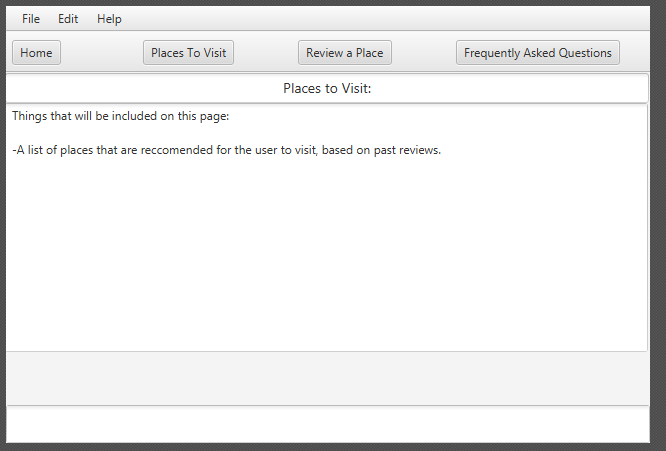 File Edit Help
Home Places To Visit Review a Place Frequently Asked Questions
Places to Visit:
Things that will be included on this page:
-A list of places that are reccomended for the user to visit, based on past reviews.